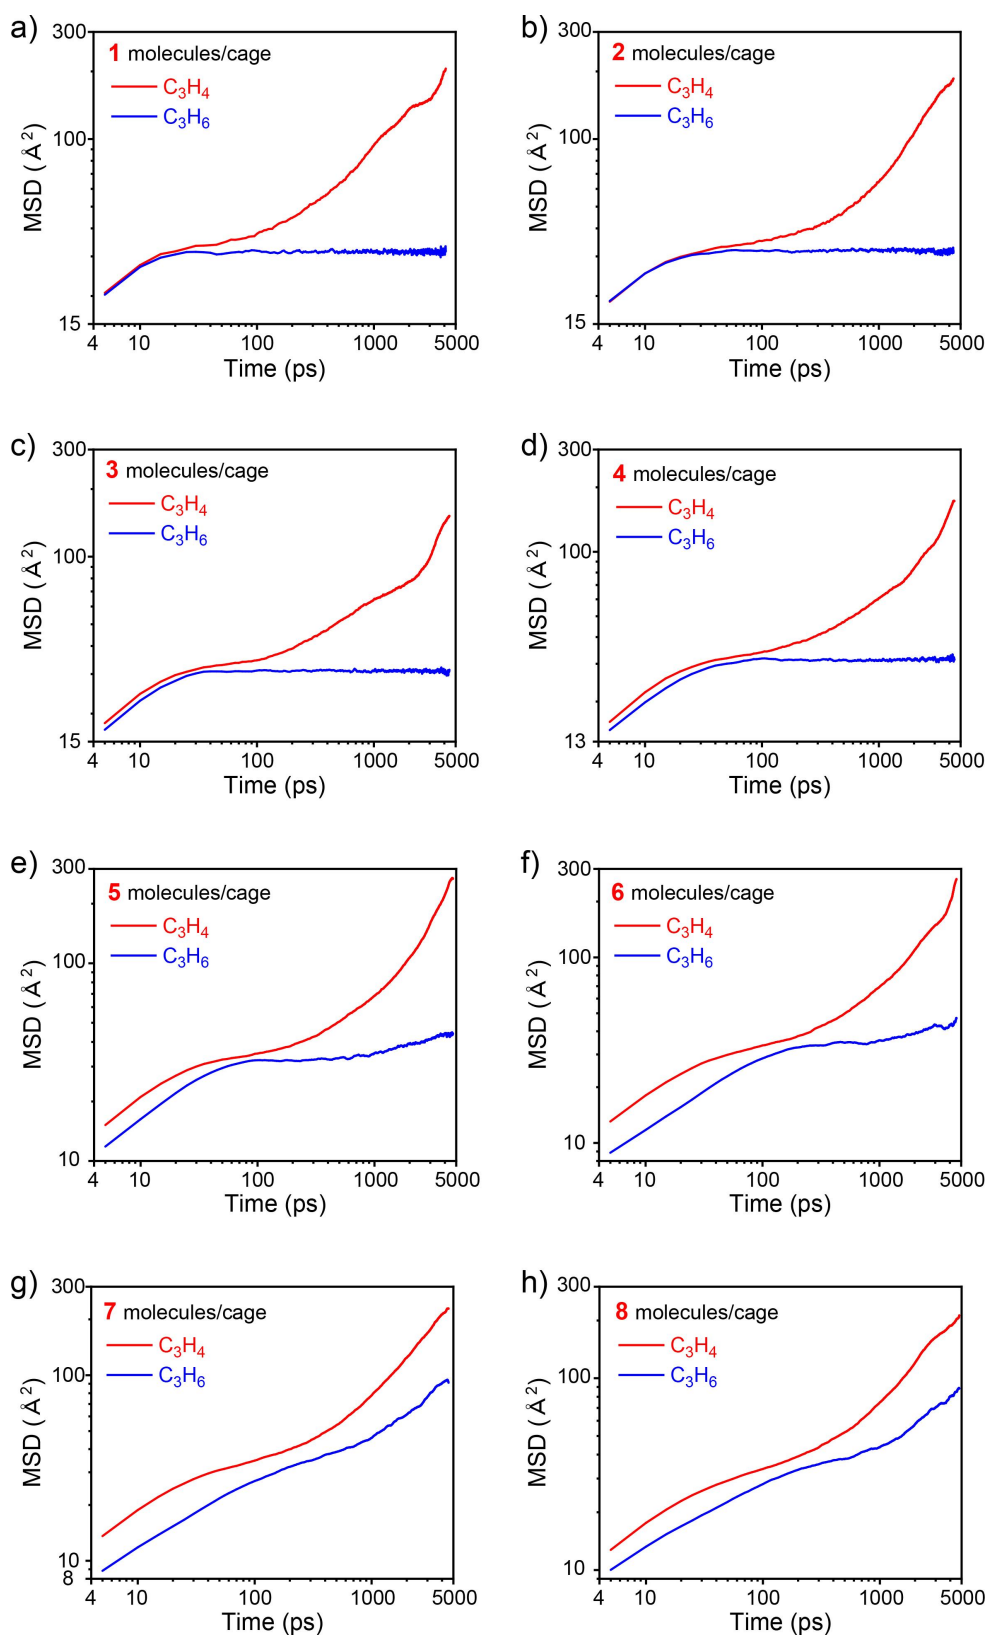 a)
300
100
15
MSD (Å²)
1 molecules/cage
C₃H₄
C₃H₆
4 10 100 1000 5000
Time (ps)
b)
300
100
15
MSD (Å²)
2 molecules/cage
C₃H₄
C₃H₆
4 10 100 1000 5000
Time (ps)
c)
300
100
15
MSD (Å²)
3 molecules/cage
C₃H₄
C₃H₆
4 10 100 1000 5000
Time (ps)
d)
300
100
13
MSD (Å²)
4 molecules/cage
C₃H₄
C₃H₆
4 10 100 1000 5000
Time (ps)
e)
300
100
10
MSD (Å²)
5 molecules/cage
C₃H₄
C₃H₆
4 10 100 1000 5000
Time (ps)
f)
300
100
10
MSD (Å²)
6 molecules/cage
C₃H₄
C₃H₆
4 10 100 1000 5000
Time (ps)
g)
300
100
10
8
MSD (Å²)
7 molecules/cage
C₃H₄
C₃H₆
4 10 100 1000 5000
Time (ps)
h)
300
100
10
MSD (Å²)
8 molecules/cage
C₃H₄
C₃H₆
4 10 100 1000 5000
Time (ps)